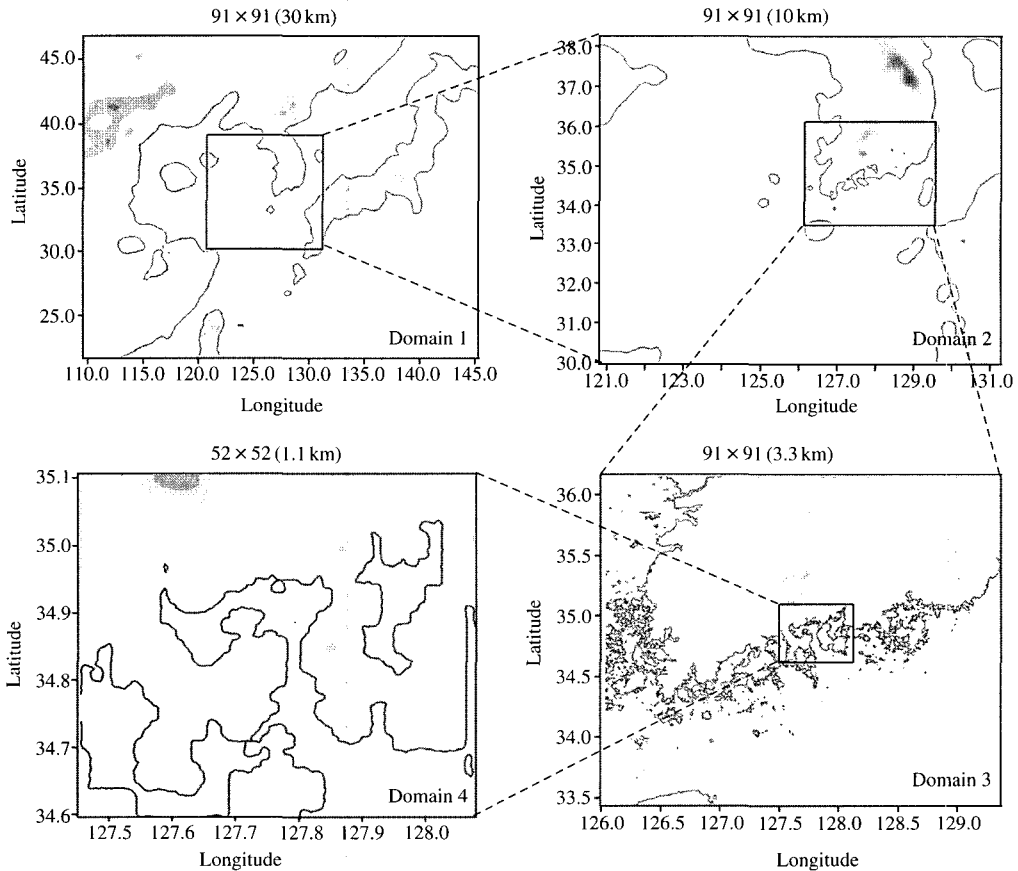 91 × 91 (30 km)
45.0
40.0
35.0
30.0
25.0
Latitude
Domain 1
110.0 115.0 120.0 125.0 130.0 135.0 140.0 145.0
Longitude
91 × 91 (10 km)
38.0
37.0
36.0
35.0
34.0
33.0
32.0
31.0
30.0
Latitude
Domain 2
121.0 123.0 125.0 127.0 129.0 131.0
Longitude
52 × 52 (1.1 km)
35.1
35.0
34.9
34.8
34.7
34.6
Latitude
Domain 4
127.5 127.6 127.7 127.8 127.9 128.0
Longitude
91 × 91 (3.3 km)
36.0
35.5
35.0
34.5
34.0
33.5
Latitude
Domain 3
126.0 126.5 127.0 127.5 128.0 128.5 129.0
Longitude